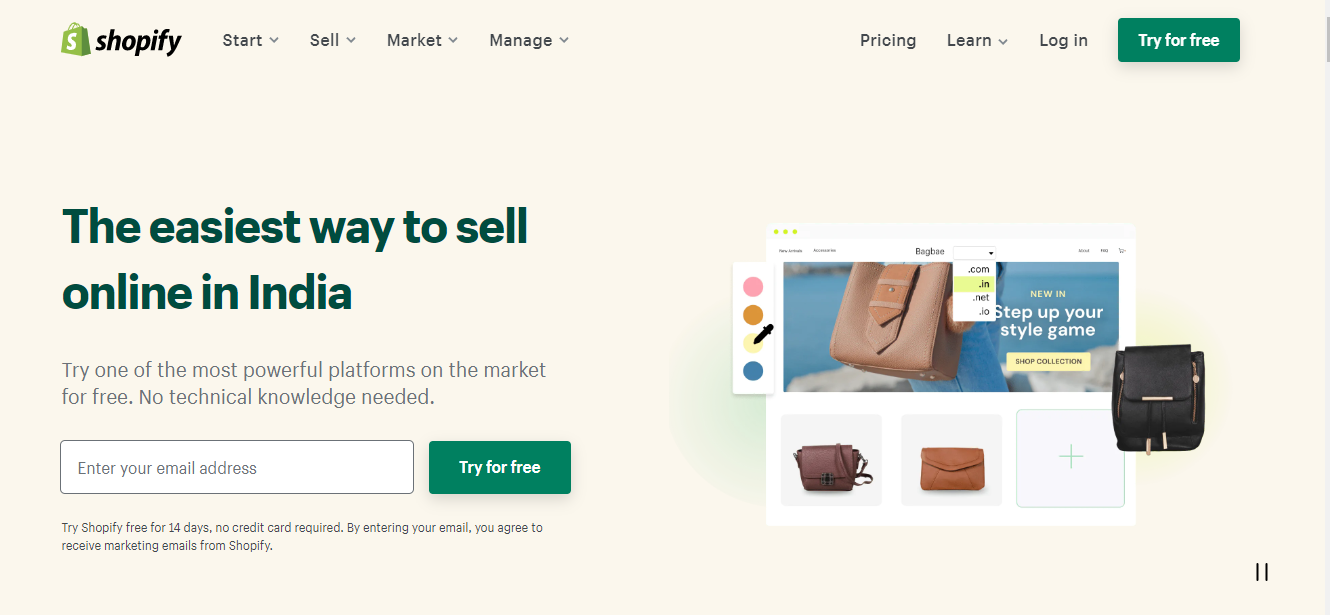 shopify
Start
Sell
Market
Manage
Pricing
Learn
Log in
Try for free
The easiest way to sell
online in India
Try one of the most powerful platforms on the market
for free. No technical knowledge needed.
Enter your email address
Try for free
Try Shopify free for 14 days, no credit card required. By entering your email, you agree to
receive marketing emails from Shopify.
New Arrivals
Accessories
Bagbae
About
.com
.in
.net
.io
NEW IN
Step up your
style game
SHOP COLLECTION